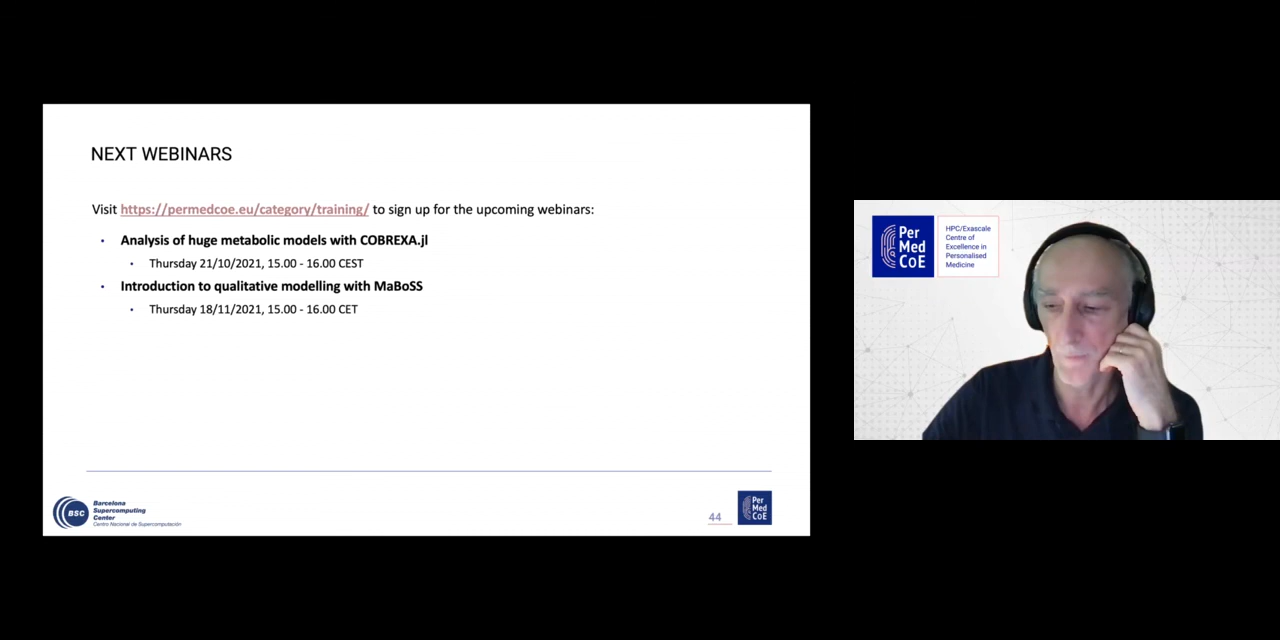 NEXT WEBINARS
Visit https://permedcoe.eu/category/training/ to sign up for the upcoming webinars:
• Analysis of huge metabolic models with COBREXA.jl
• Thursday 21/10/2021, 15.00 - 16.00 CEST
• Introduction to qualitative modelling with MaBoSS
• Thursday 18/11/2021, 15.00 - 16.00 CET
BSC
Barcelona
Supercomputing
Center
Centro Nacional de Supercomputación
44
Per
Med
CoE
Per
Med
CoE
HPC/Exascale
Centre of
Excellence in
Personalised
Medicine